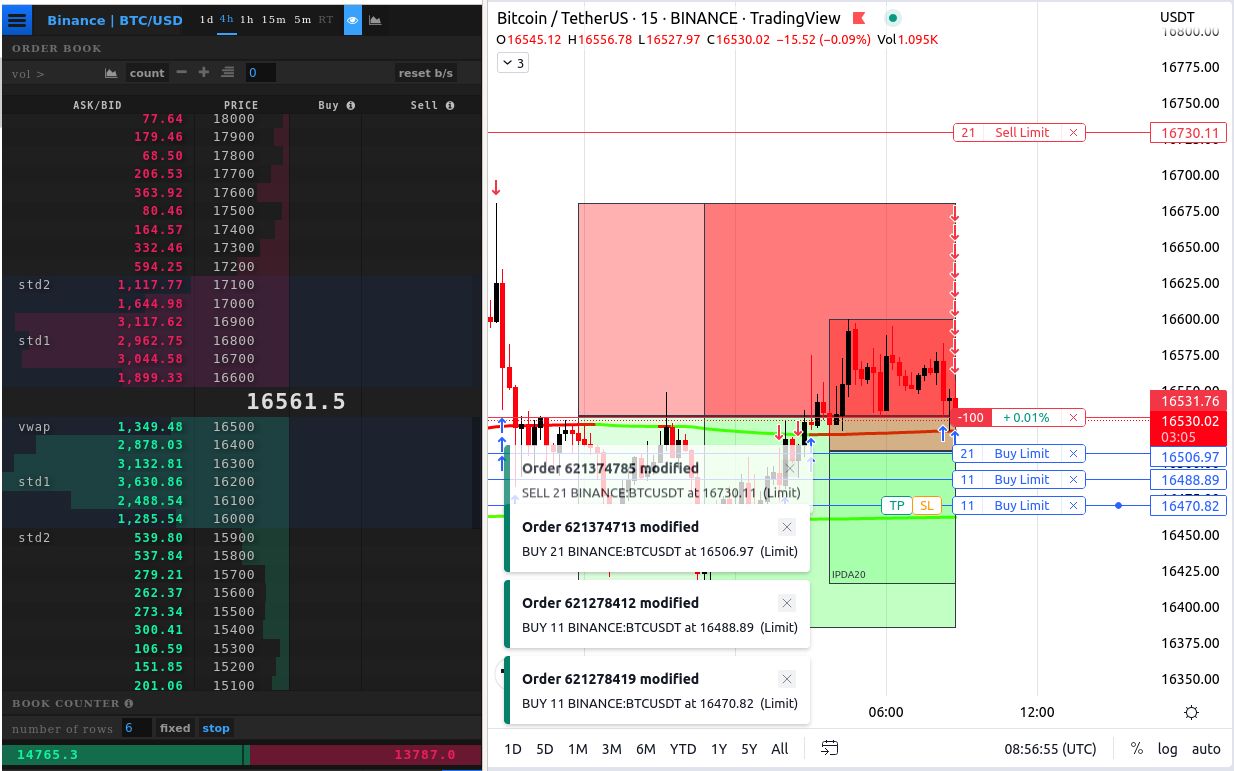 Binance | BTC/USD 1d 4h 1h 15m 5m RT
ORDER BOOK
vol > count 0 reset b/s
ASK/BID PRICE Buy Sell
77.64 18000
179.46 17900
68.50 17800
206.53 17700
363.92 17600
80.46 17500
164.57 17400
332.46 17300
594.25 17200
std2 1,117.77 17100
1,644.98 17000
3,117.62 16900
std1 2,962.75 16800
3,044.58 16700
1,899.33 16600
16561.5
vwap 1,349.48 16500
2,878.03 16400
3,132.81 16300
std1 3,630.86 16200
2,488.54 16100
1,285.54 16000
std2 539.80 15900
537.84 15800
279.21 15700
262.37 15600
273.34 15500
300.41 15400
106.59 15300
151.85 15200
201.06 15100
BOOK COUNTER
number of rows 6 fixed stop
14765.3 13787.0
Bitcoin / TetherUS · 15 · BINANCE · TradingView
O16545.12 H16556.78 L16527.97 C16530.02 −15.52 (−0.09%) Vol1.095K
3
USDT
16800.00
16775.00
16750.00
21 Sell Limit 16730.11
16700.00
16675.00
16650.00
16625.00
16600.00
16575.00
16550.00
16531.76
-100 + 0.01% 16530.02
03:05
21 Buy Limit 16506.97
11 Buy Limit 16488.89
TP SL 11 Buy Limit 16470.82
16450.00
16425.00
16400.00
16375.00
16350.00
IPDA20
Order 621374785 modified
SELL 21 BINANCE:BTCUSDT at 16730.11 (Limit)
Order 621374713 modified
BUY 21 BINANCE:BTCUSDT at 16506.97 (Limit)
Order 621278412 modified
BUY 11 BINANCE:BTCUSDT at 16488.89 (Limit)
Order 621278419 modified
BUY 11 BINANCE:BTCUSDT at 16470.82 (Limit)
06:00 12:00
1D 5D 1M 3M 6M YTD 1Y 5Y All 08:56:55 (UTC) % log auto